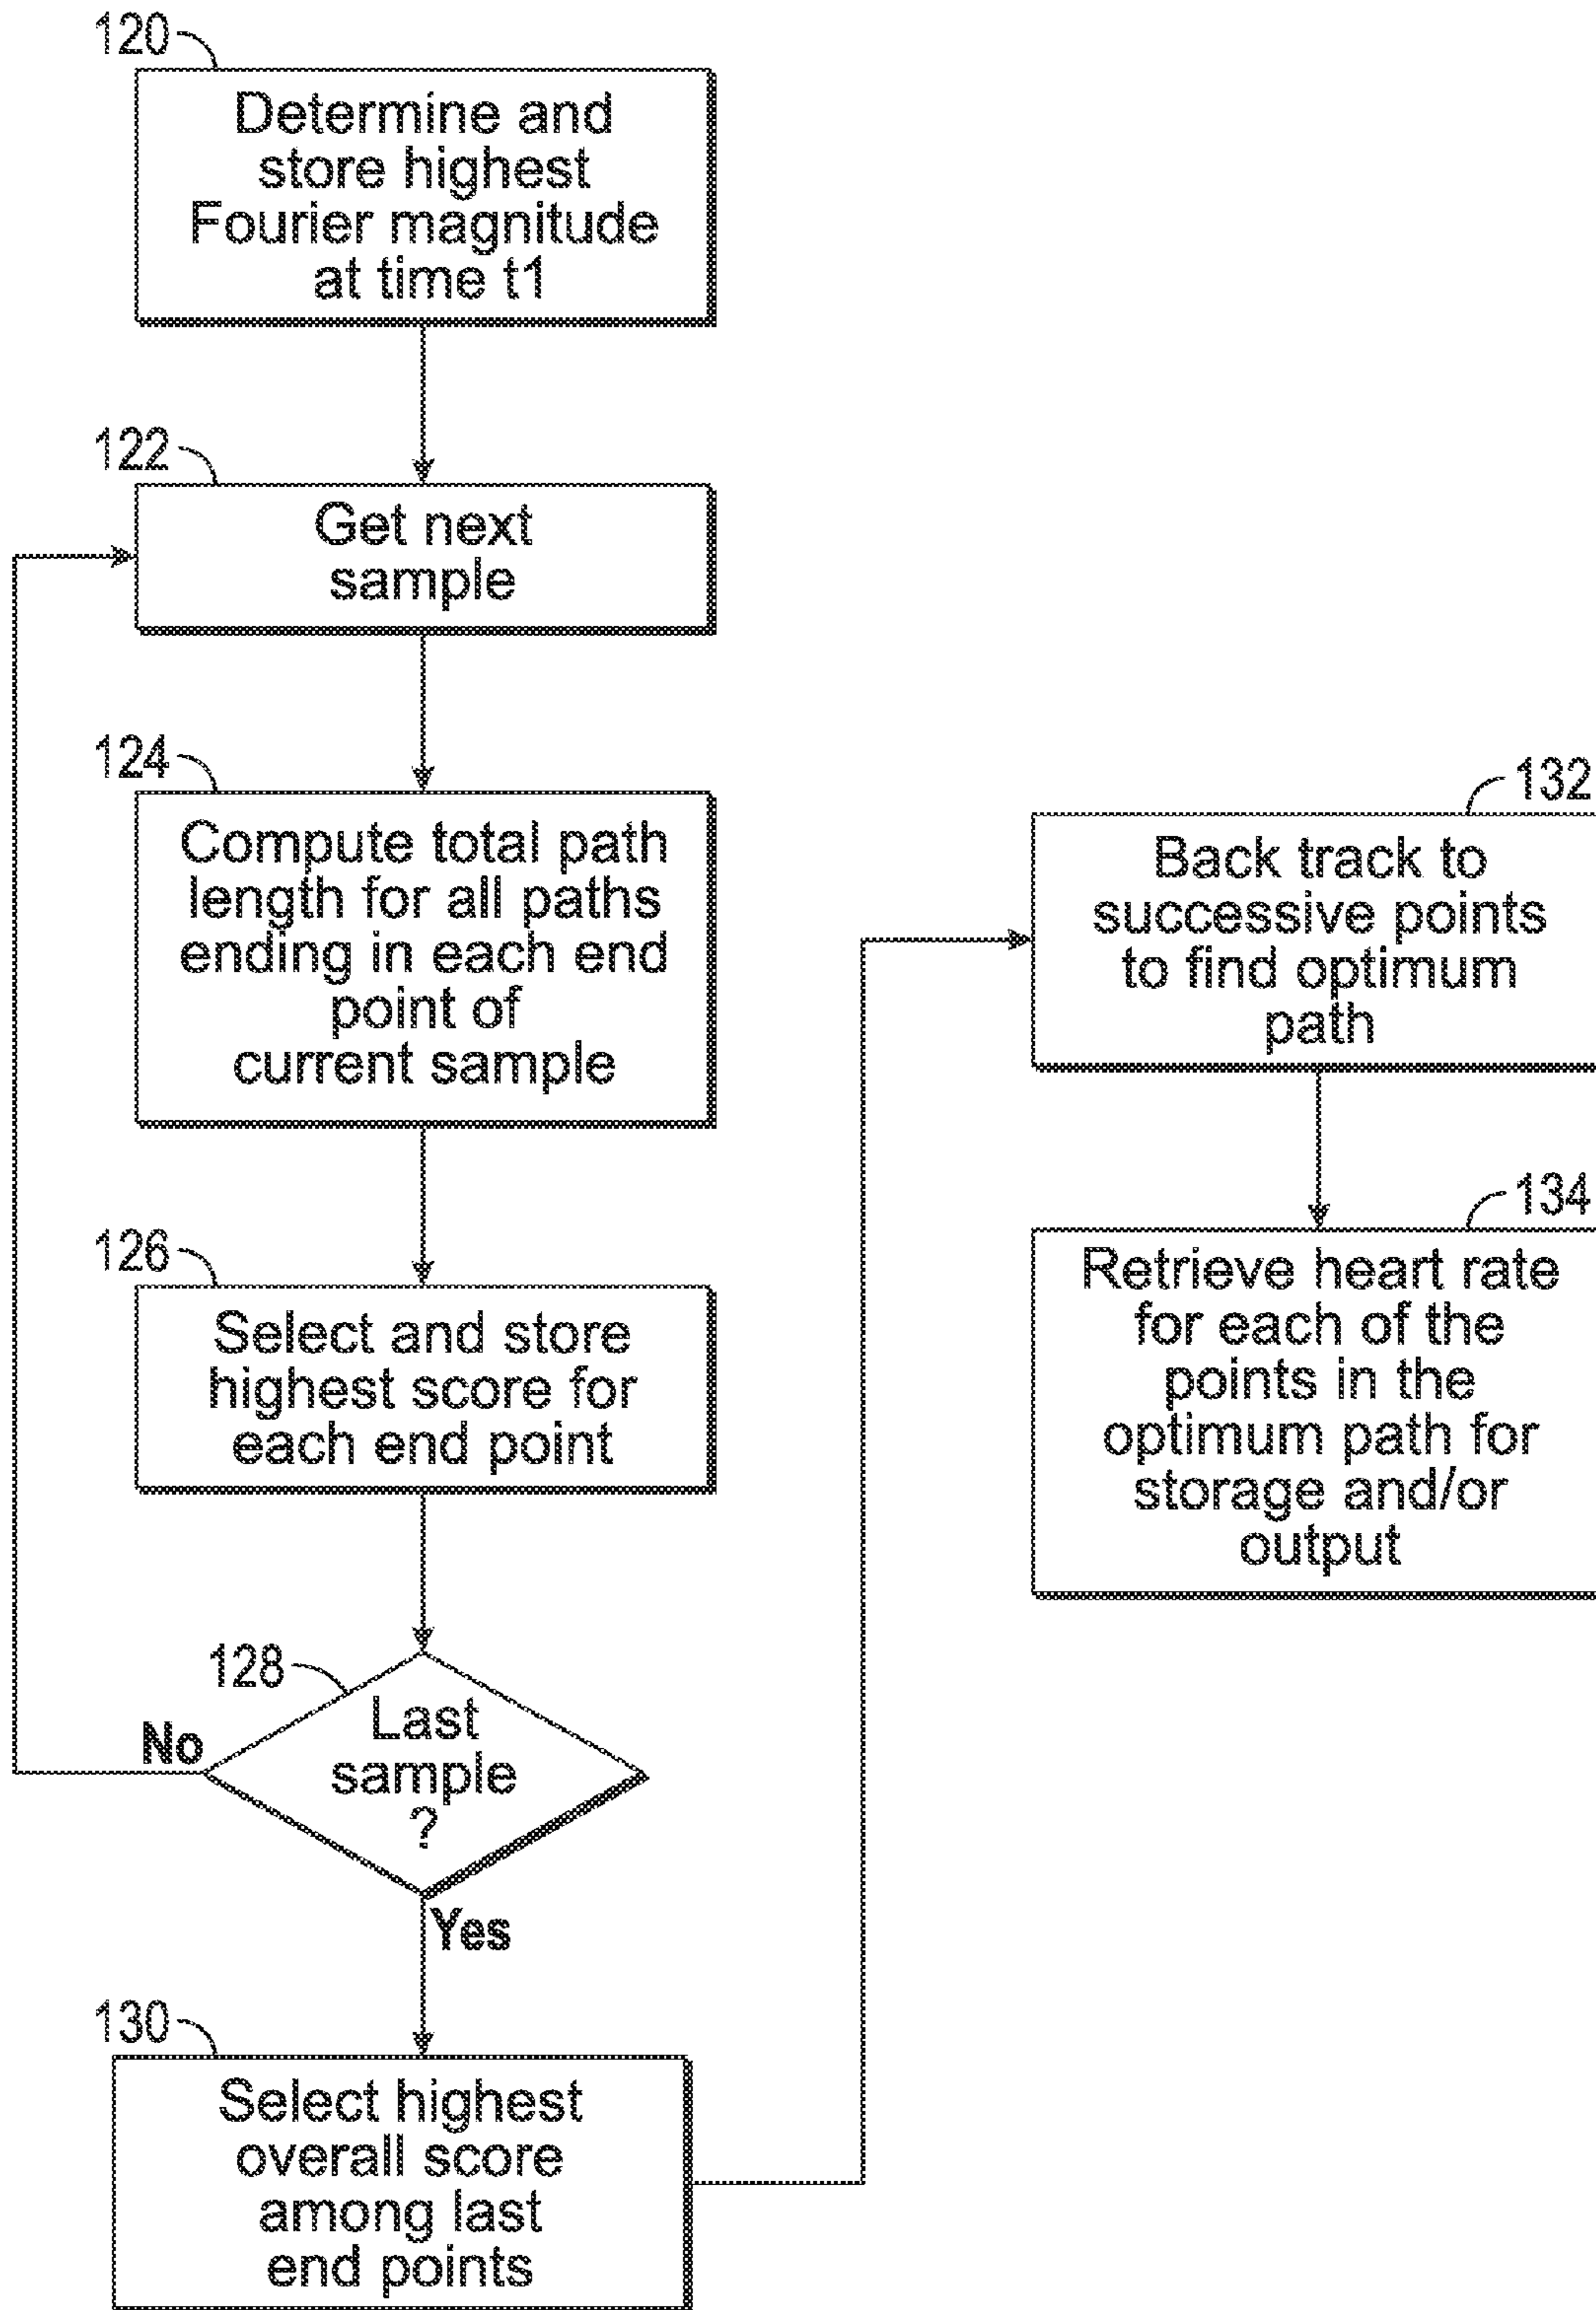 120
Determine and
store highest
Fourier magnitude
at time t1
122
Get next
sample
124
Compute total path
length for all paths
ending in each end
point of
current sample
126
Select and store
highest score for
each end point
128
Last
sample
?
No
Yes
130
Select highest
overall score
among last
end points
132
Back track to
successive points
to find optimum
path
134
Retrieve heart rate
for each of the
points in the
optimum path for
storage and/or
output